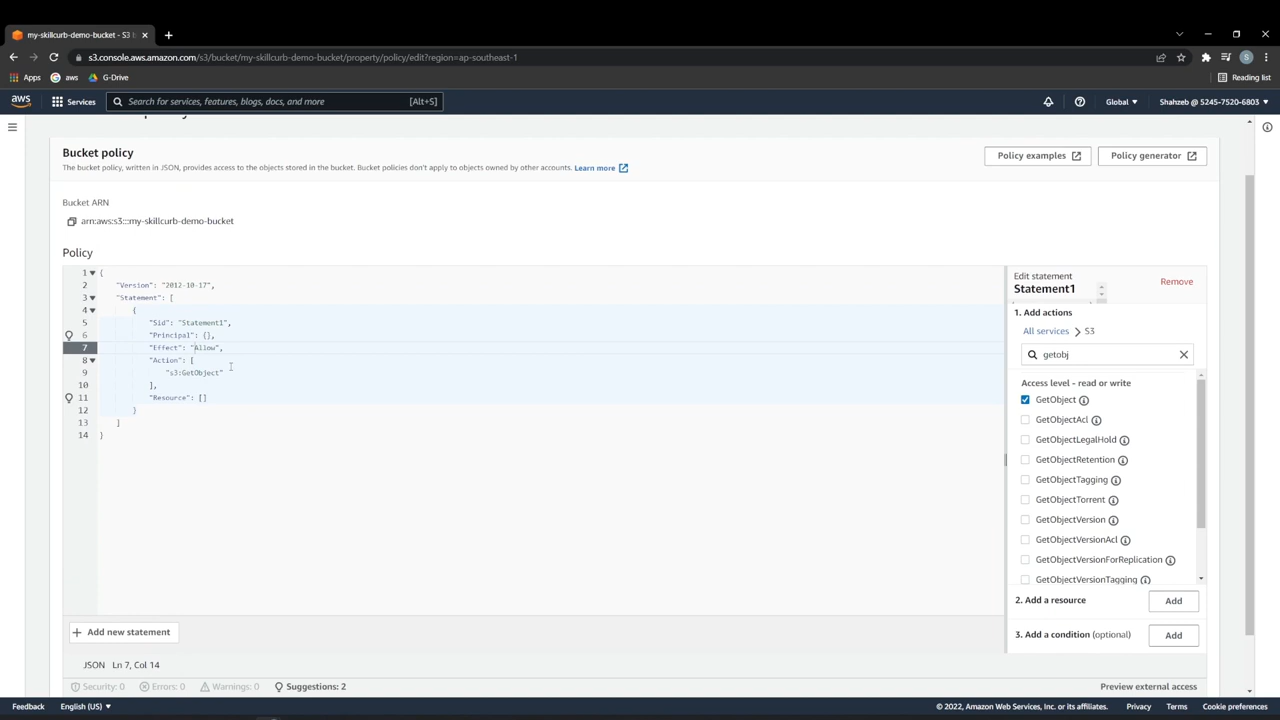 my-skillcurb-demo-bucket - S3 b
s3.console.aws.amazon.com/s3/bucket/my-skillcurb-demo-bucket/property/policy/edit?region=ap-southeast-1
Apps aws G-Drive Reading list
aws Services Search for services, features, blogs, docs, and more [Alt+S] Global Shahzeb @ 5245-7520-6803
Bucket policy
Policy examples Policy generator
The bucket policy, written in JSON, provides access to the objects stored in the bucket. Bucket policies don't apply to objects owned by other accounts. Learn more
Bucket ARN
arn:aws:s3:::my-skillcurb-demo-bucket
Policy
1 {
2 "Version": "2012-10-17",
3 "Statement": [
4 {
5 "Sid": "Statement1",
6 "Principal": {},
7 "Effect": "Allow",
8 "Action": [
9 "s3:GetObject"
10 ],
11 "Resource": []
12 }
13 ]
14 }
Edit statement
Statement1
Remove
1. Add actions
All services > S3
getobj
Access level - read or write
GetObject
GetObjectAcl
GetObjectLegalHold
GetObjectRetention
GetObjectTagging
GetObjectTorrent
GetObjectVersion
GetObjectVersionAcl
GetObjectVersionForReplication
GetObjectVersionTagging
2. Add a resource Add
3. Add a condition (optional) Add
+ Add new statement
JSON Ln 7, Col 14
Security: 0 Errors: 0 Warnings: 0 Suggestions: 2 Preview external access
Feedback English (US) © 2022, Amazon Web Services, Inc. or its affiliates. Privacy Terms Cookie preferences